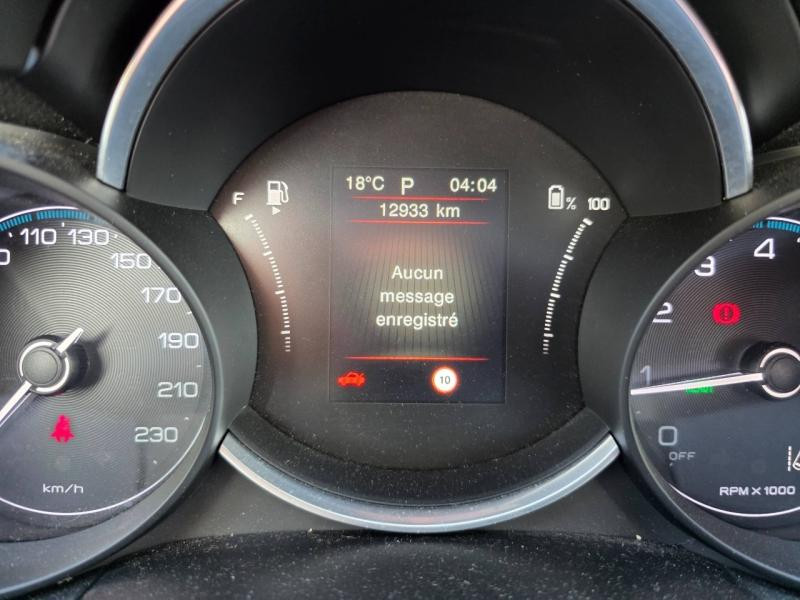 18°C P 04:04
12933 km
F
% 100
Aucun
message
enregistré
10
110 130
150
170
190
210
230
km/h
4
3
2
1
0
OFF
READY
RPM X 1000